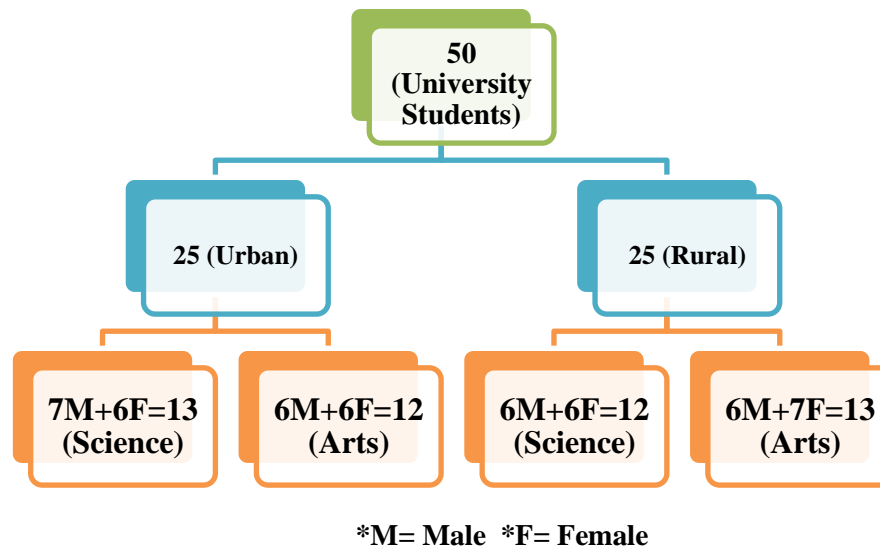 50
(University
Students)
25 (Urban)
25 (Rural)
7M+6F=13
(Science)
6M+6F=12
(Arts)
6M+6F=12
(Science)
6M+7F=13
(Arts)
*M= Male *F= Female